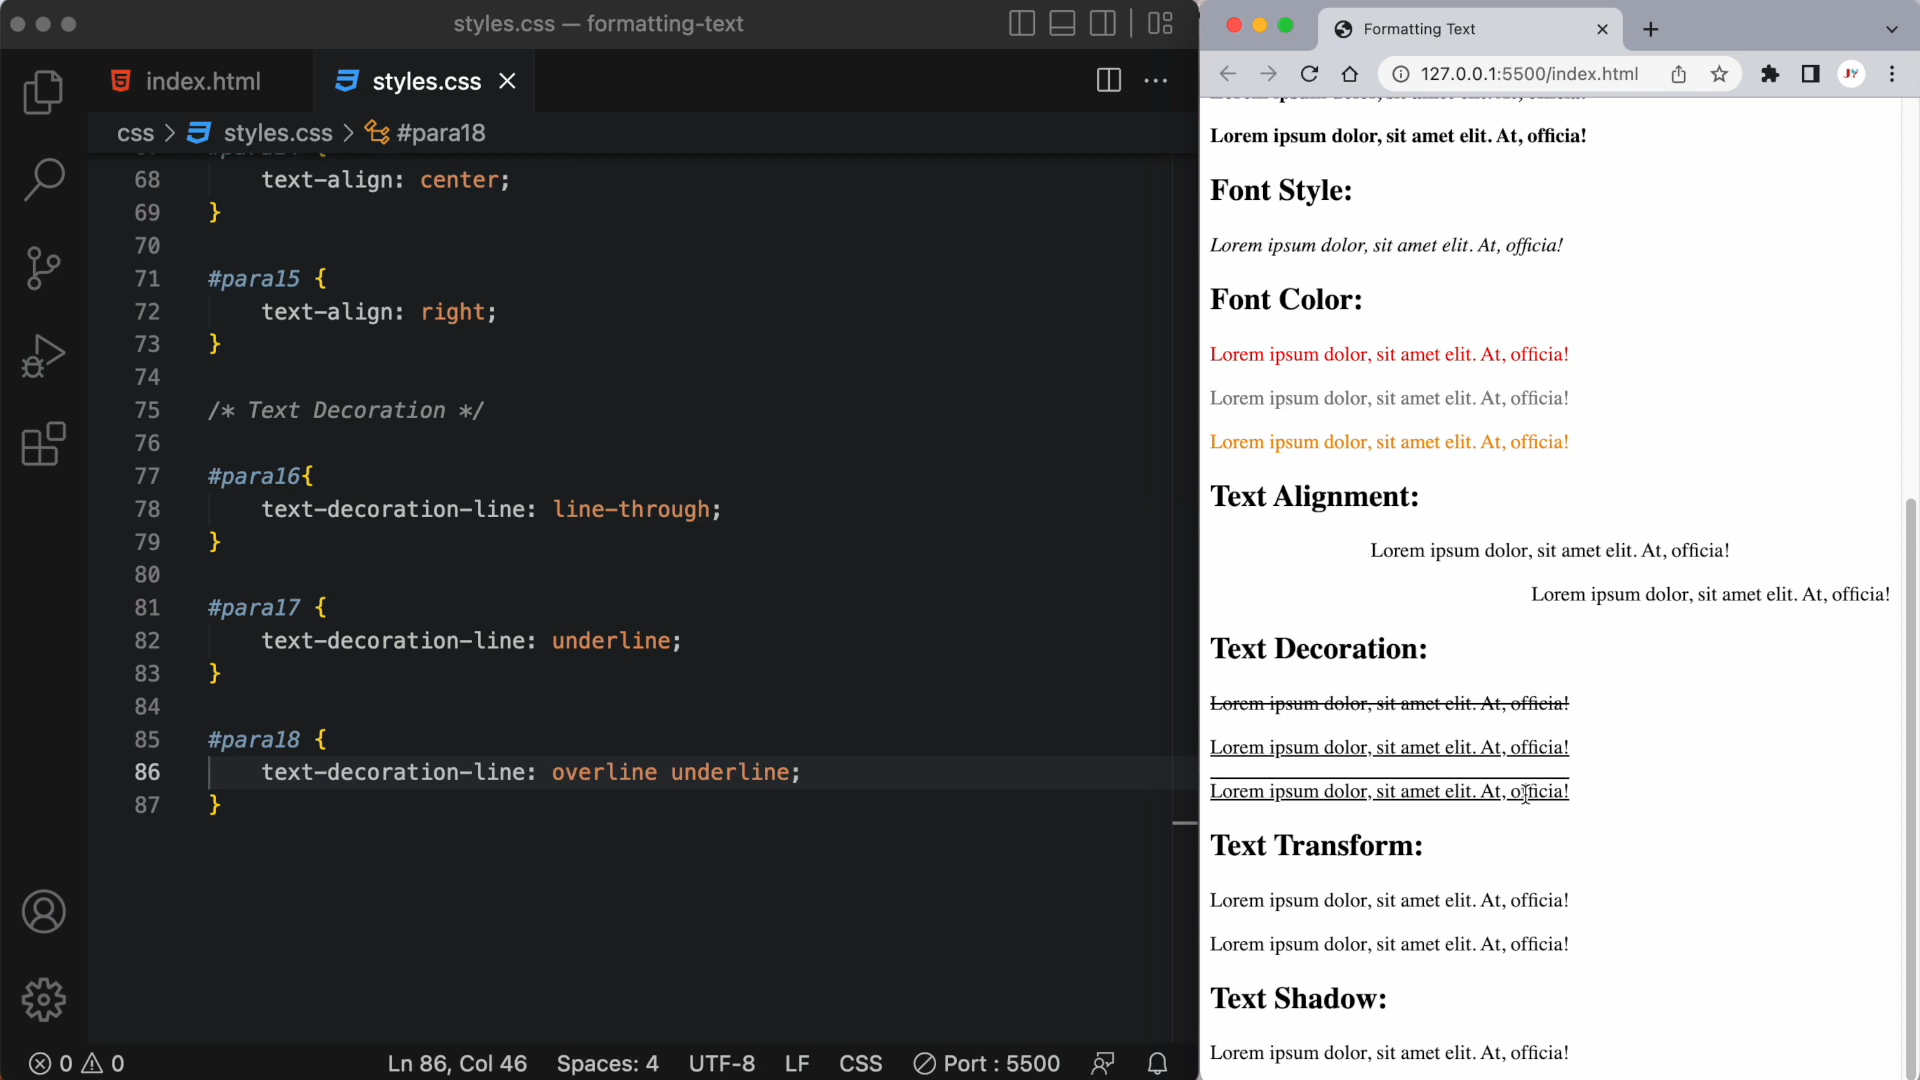 styles.css — formatting-text
index.html
styles.css
css > styles.css > #para18
68 text-align: center;
69 }
70
71 #para15 {
72 text-align: right;
73 }
74
75 /* Text Decoration */
76
77 #para16{
78 text-decoration-line: line-through;
79 }
80
81 #para17 {
82 text-decoration-line: underline;
83 }
84
85 #para18 {
86 text-decoration-line: overline underline;
87 }
0 0
Ln 86, Col 46
Spaces: 4
UTF-8
LF
CSS
Port : 5500
Formatting Text
127.0.0.1:5500/index.html
JY
Lorem ipsum dolor, sit amet elit. At, officia!
Font Style:
Lorem ipsum dolor, sit amet elit. At, officia!
Font Color:
Lorem ipsum dolor, sit amet elit. At, officia!
Lorem ipsum dolor, sit amet elit. At, officia!
Lorem ipsum dolor, sit amet elit. At, officia!
Text Alignment:
Lorem ipsum dolor, sit amet elit. At, officia!
Lorem ipsum dolor, sit amet elit. At, officia!
Text Decoration:
Lorem ipsum dolor, sit amet elit. At, officia!
Lorem ipsum dolor, sit amet elit. At, officia!
Lorem ipsum dolor, sit amet elit. At, officia!
Text Transform:
Lorem ipsum dolor, sit amet elit. At, officia!
Lorem ipsum dolor, sit amet elit. At, officia!
Text Shadow:
Lorem ipsum dolor, sit amet elit. At, officia!